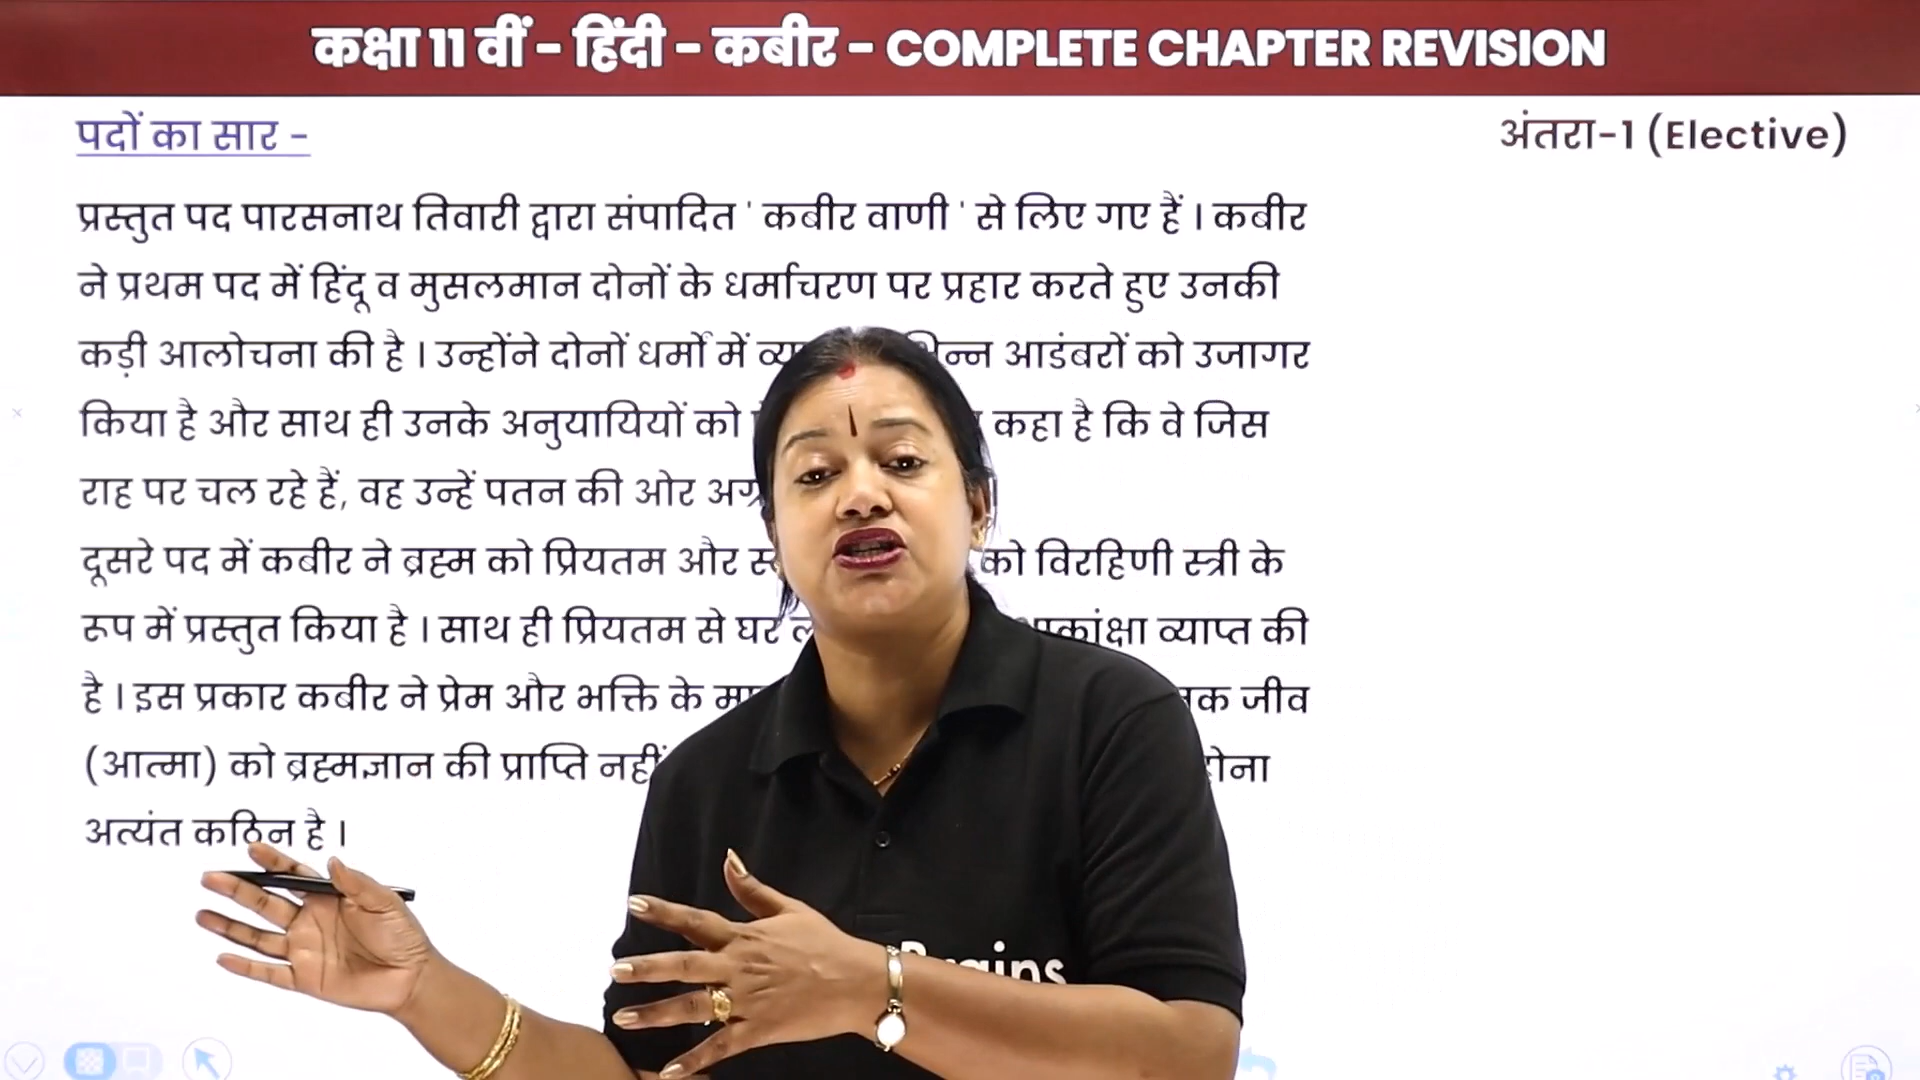 कक्षा 11 वीं - हिंदी - कबीर - COMPLETE CHAPTER REVISION
पदों का सार -
अंतरा-1 (Elective)
प्रस्तुत पद पारसनाथ तिवारी द्वारा संपादित ' कबीर वाणी ' से लिए गए हैं । कबीर
ने प्रथम पद में हिंदू व मुसलमान दोनों के धर्माचरण पर प्रहार करते हुए उनकी
कड़ी आलोचना की है । उन्होंने दोनों धर्मों में आडंबरों को उजागर
किया है और साथ ही उनके अनुयायियों को कहा है कि वे जिस
राह पर चल रहे हैं, वह उन्हें पतन की ओर
दूसरे पद में कबीर ने ब्रह्म को प्रियतम और को विरहिणी स्त्री के
रूप में प्रस्तुत किया है । साथ ही प्रियतम से घर व्याप्त की
है । इस प्रकार कबीर ने प्रेम और भक्ति के जीव
(आत्मा) को ब्रह्मज्ञान की प्राप्ति नहीं
अत्यंत कठिन है ।